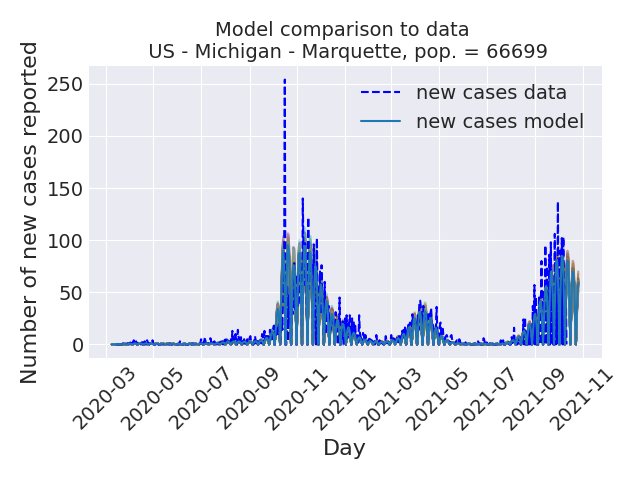 Model comparison to data
US - Michigan - Marquette, pop. = 66699
Number of new cases reported
250
200
150
100
50
0
new cases data
new cases model
2020-03
2020-05
2020-07
2020-09
2020-11
2021-01
2021-03
2021-05
2021-07
2021-09
2021-11
Day